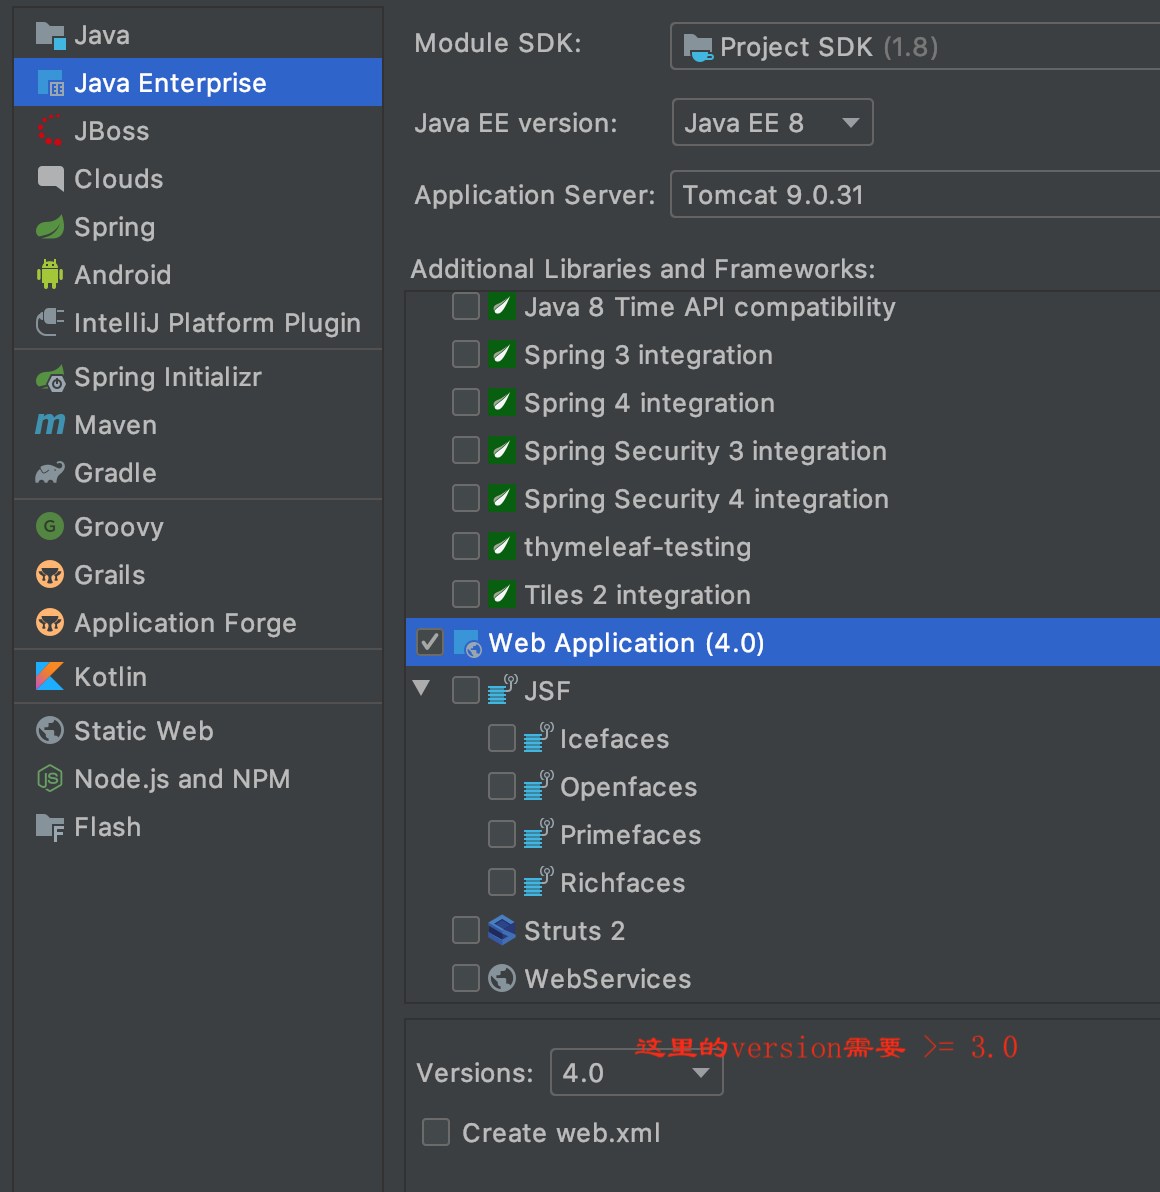 Java
Java Enterprise
JBoss
Clouds
Spring
Android
IntelliJ Platform Plugin
Spring Initializr
Maven
Gradle
Groovy
Grails
Application Forge
Kotlin
Static Web
Node.js and NPM
Flash
Module SDK: Project SDK (1.8)
Java EE version: Java EE 8
Application Server: Tomcat 9.0.31
Additional Libraries and Frameworks:
Java 8 Time API compatibility
Spring 3 integration
Spring 4 integration
Spring Security 3 integration
Spring Security 4 integration
thymeleaf-testing
Tiles 2 integration
Web Application (4.0)
JSF
Icefaces
Openfaces
Primefaces
Richfaces
Struts 2
WebServices
这里的version需要 >= 3.0
Versions: 4.0
Create web.xml